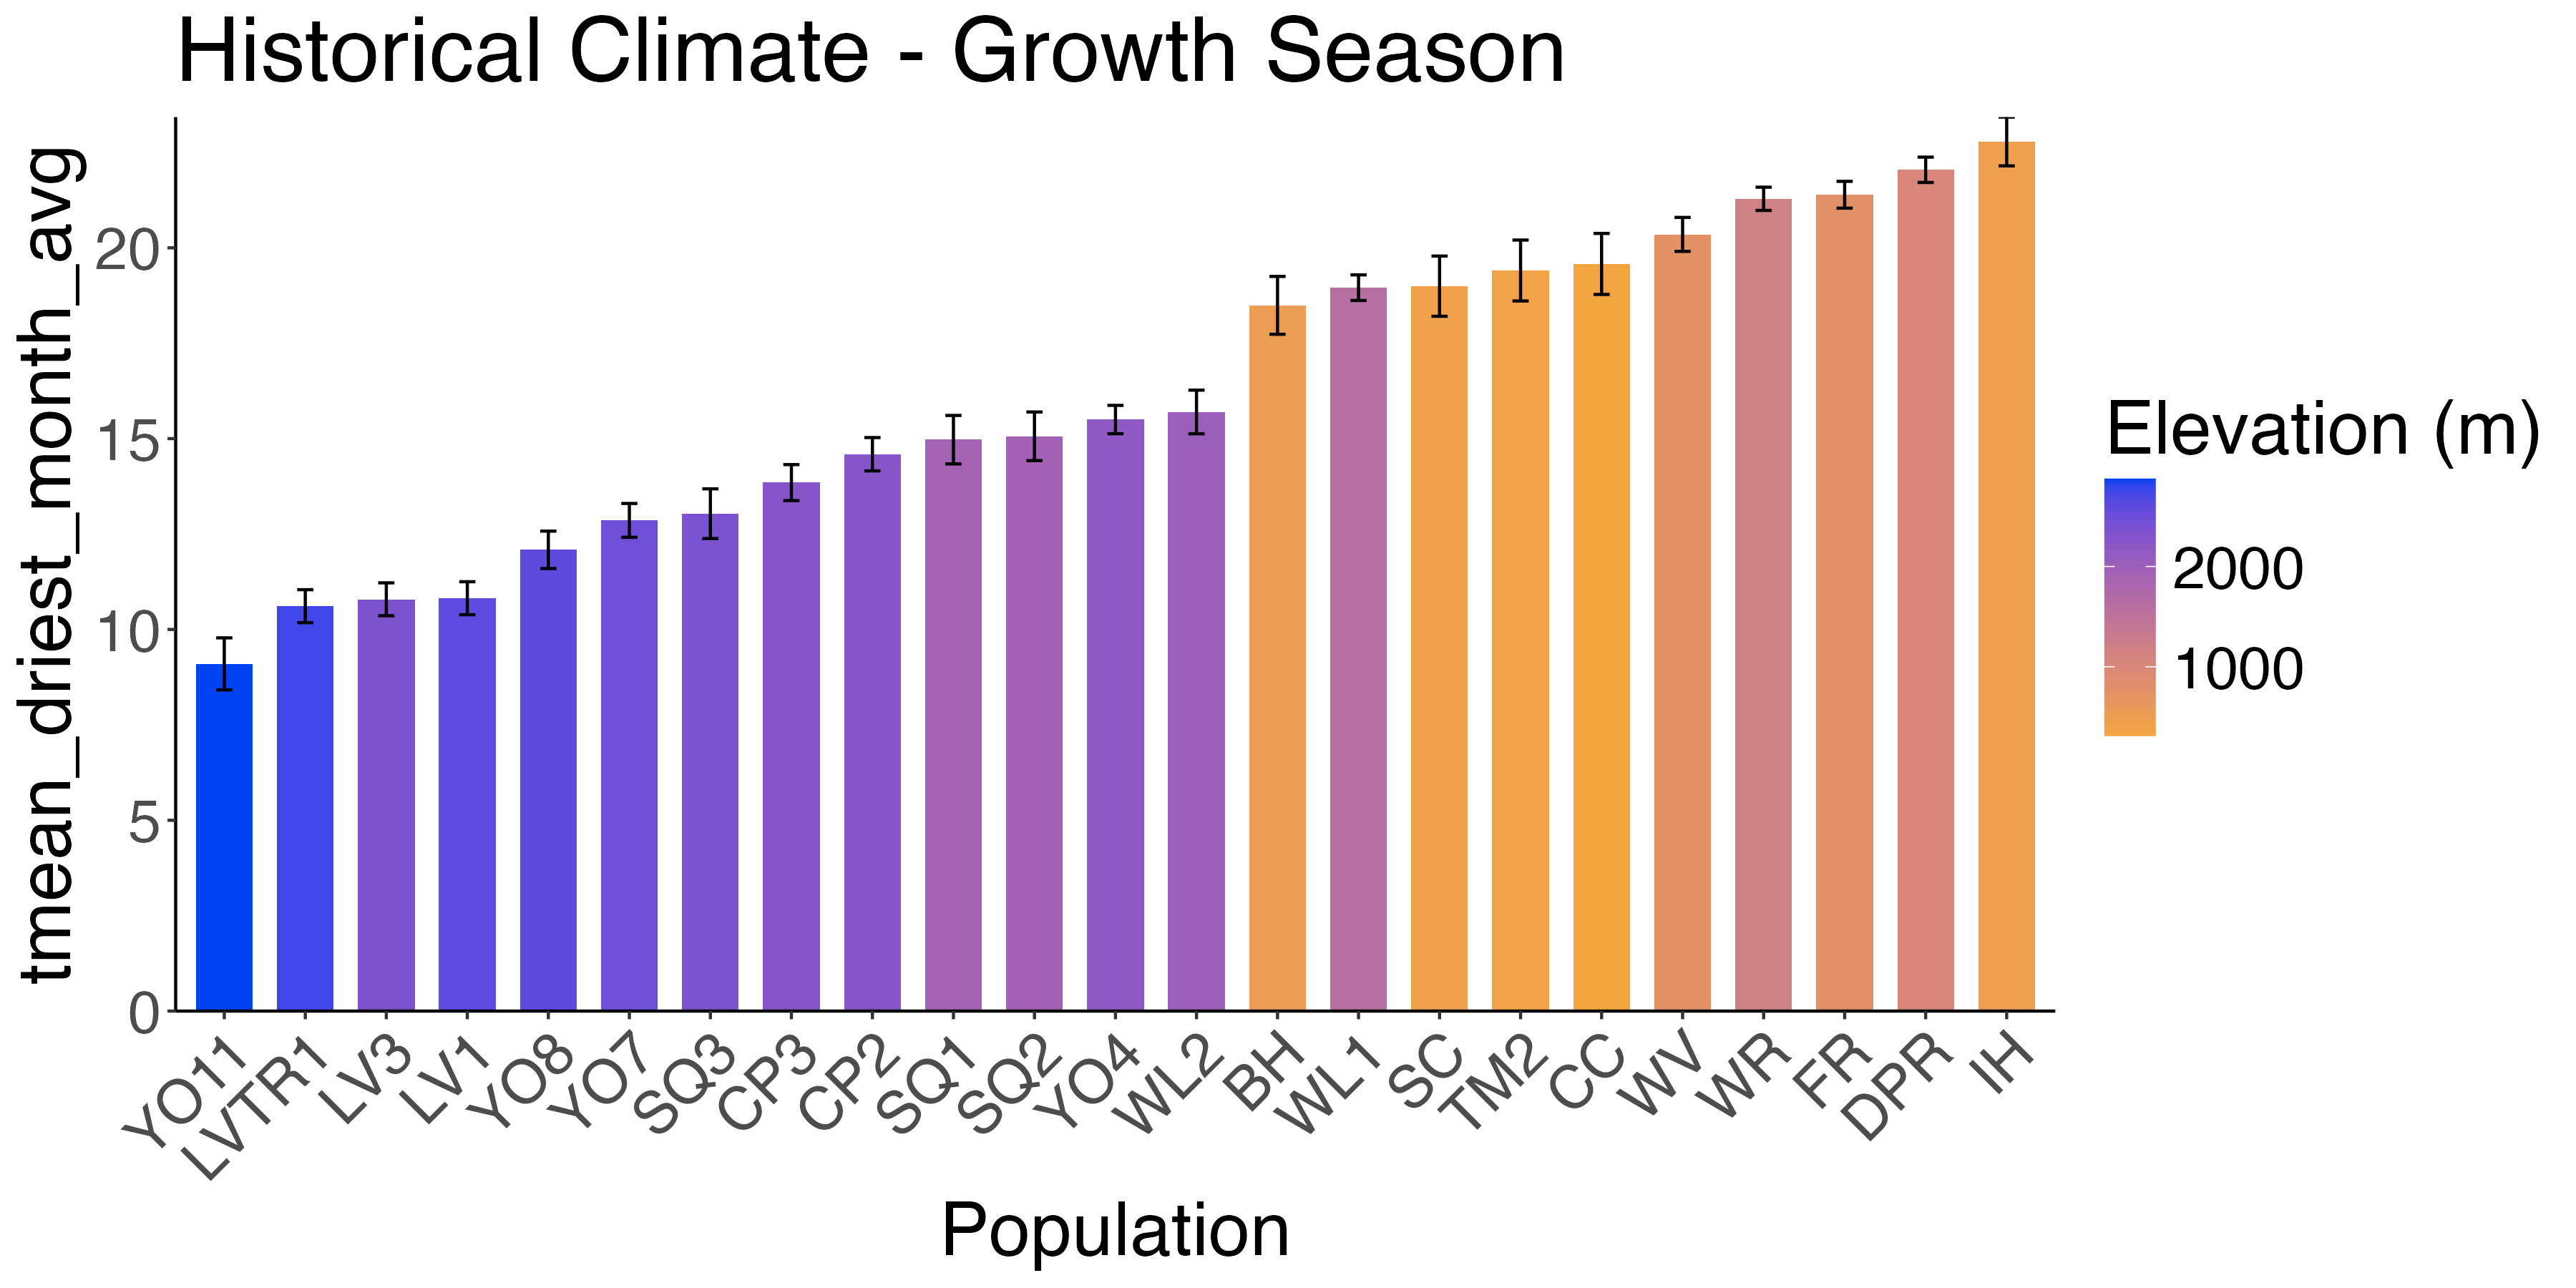 Historical Climate - Growth Season
tmean_driest_month_avg
20
15
10
5
0
YO11
LVTR1
LV3
LV1
YO8
YO7
SQ3
CP3
CP2
SQ1
SQ2
YO4
WL2
BH
WL1
SC
TM2
CC
WV
WR
FR
DPR
IH
Population
Elevation (m)
2000
1000